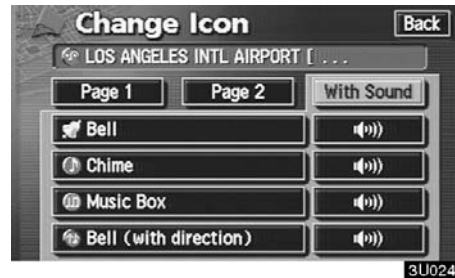 Change Icon
Back
LOS ANGELES INTL AIRPORT [ ...
Page 1
Page 2
With Sound
Bell
Chime
Music Box
Bell (with direction)
3U024